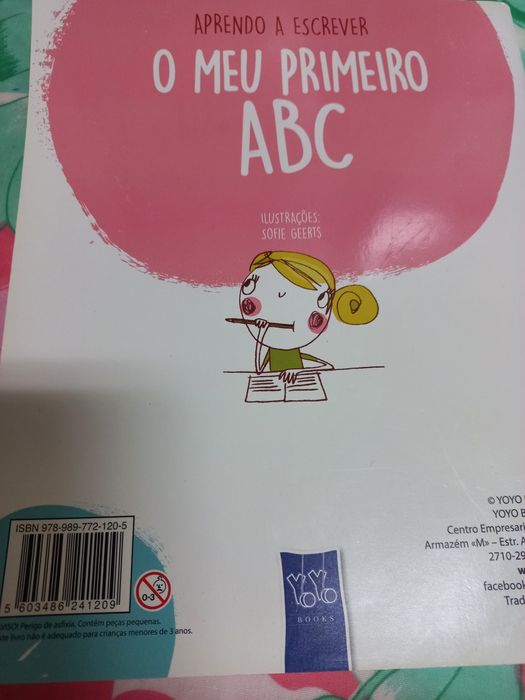 APRENDO A ESCREVER
O MEU PRIMEIRO
ABC
ILUSTRAÇÕES:
SOFIE GEERTS
ISBN 978-989-772-120-5
5 603486 241209
0-3
AVISO! Perigo de asfixia. Contém peças pequenas.
ste livro não é adequado para crianças menores de 3 anos.
YoYo
BOOKS
© YOYO
YOYO B
Centro Empresari
Armazém «M» – Estr. A
2710-29
w
facebook
Trad